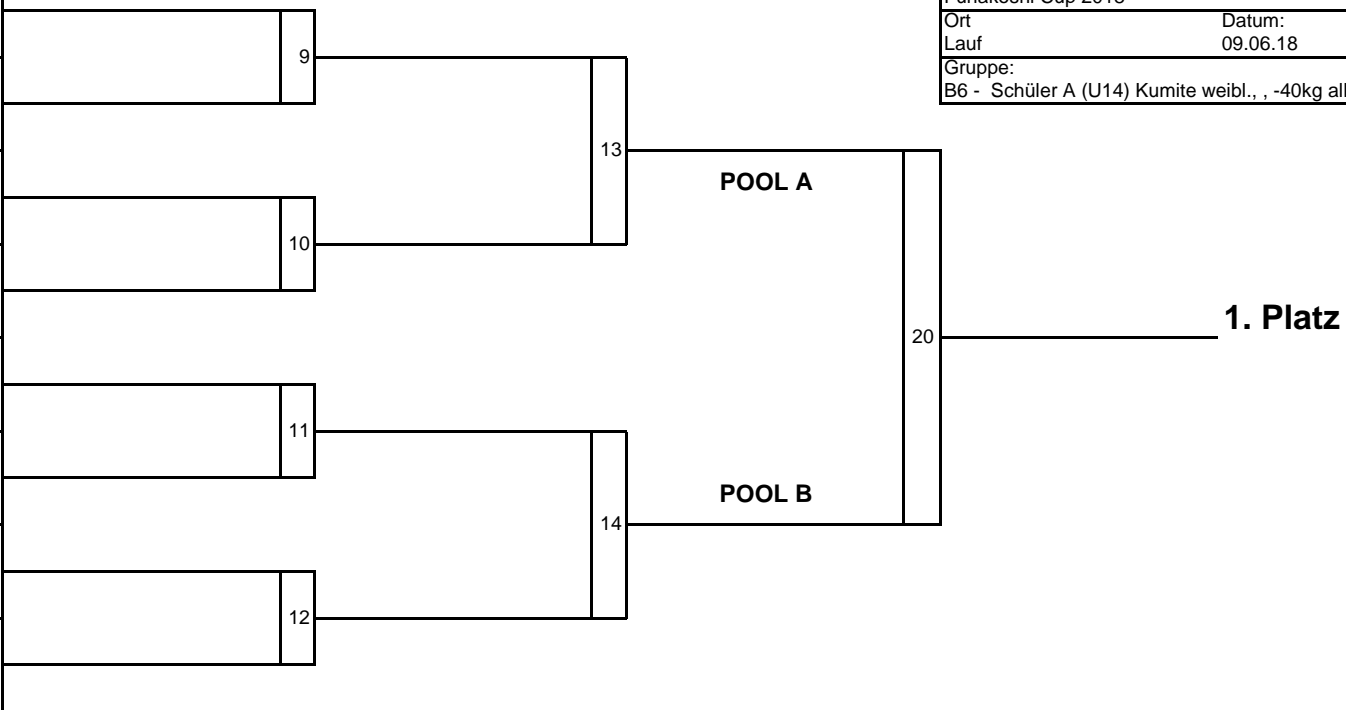 Ort Datum:
Lauf 09.06.18
Gruppe:
B6 - Schüler A (U14) Kumite weibl., , -40kg
9
13
POOL A
10
1. Platz
20
11
POOL B
14
12